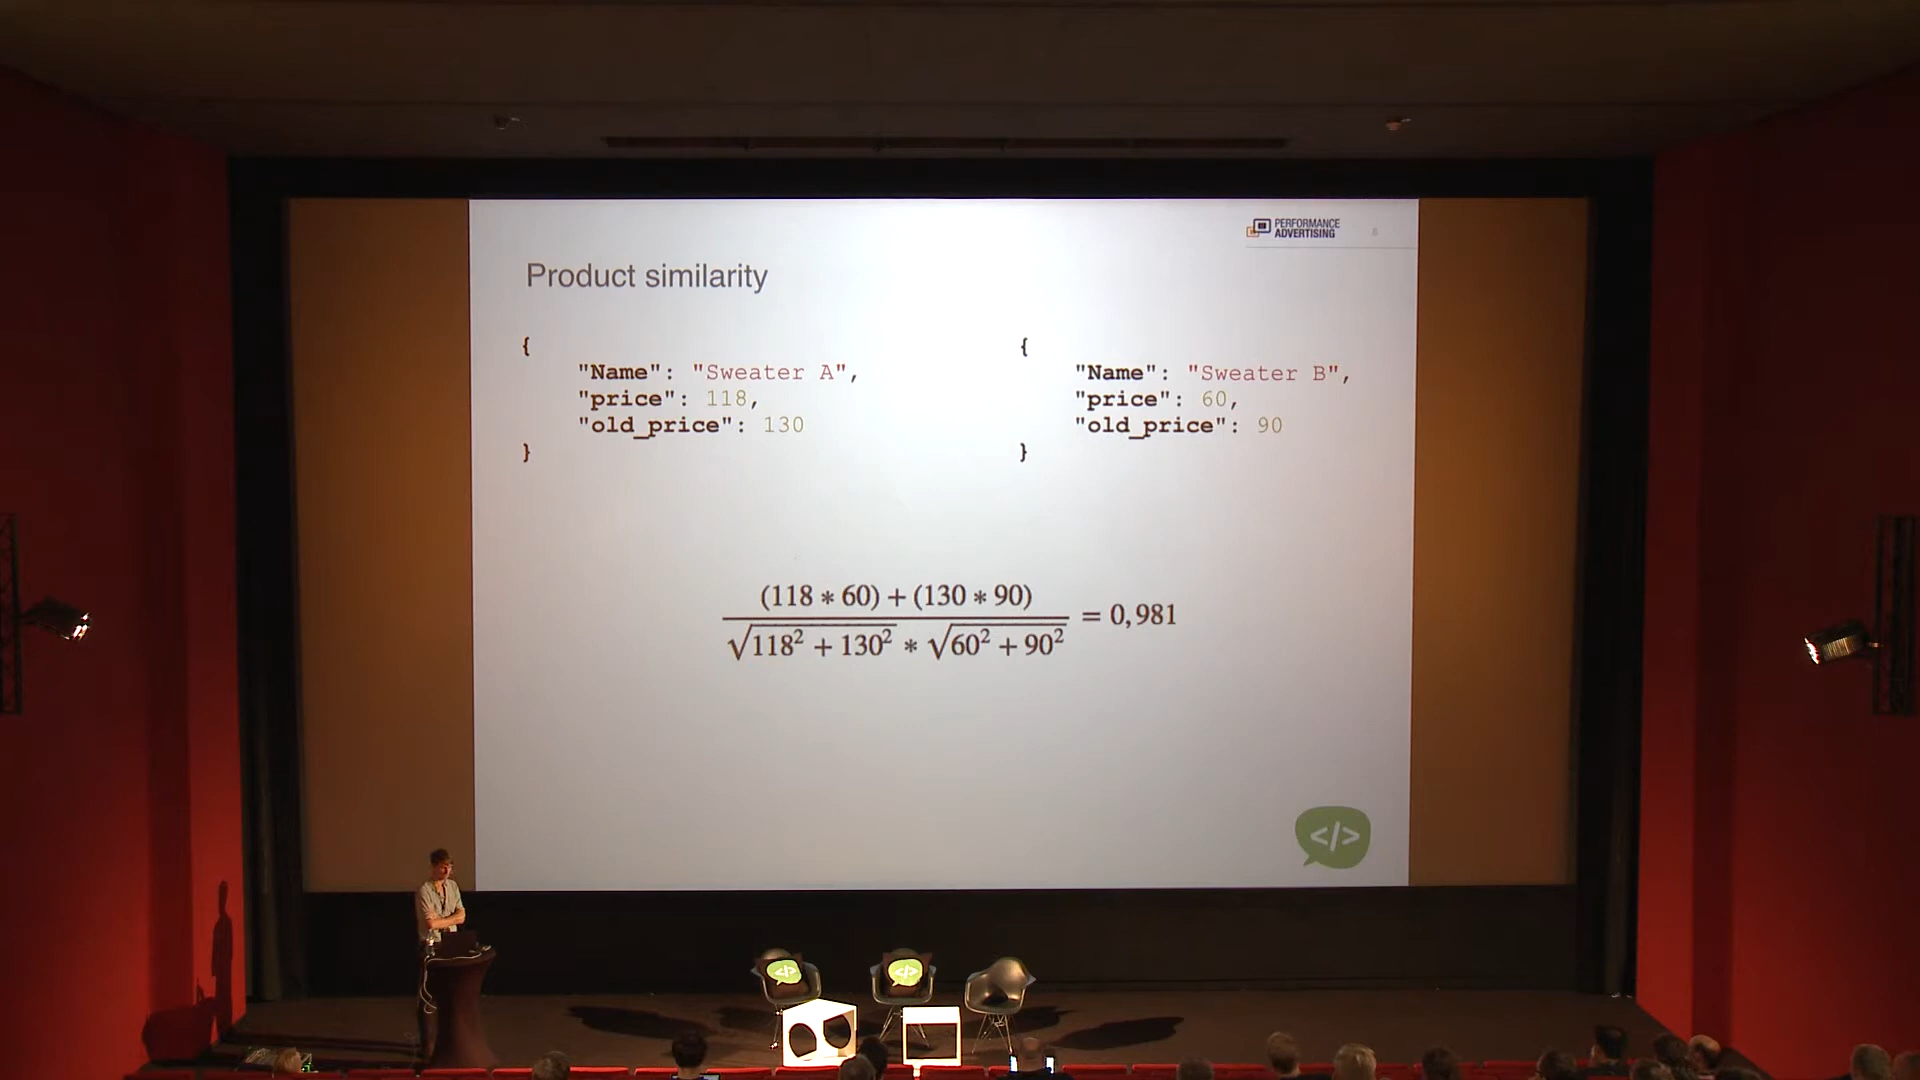 PERFORMANCE
ADVERTISING
8
Product similarity
{
"Name": "Sweater A",
"price": 118,
"old_price": 130
}
{
"Name": "Sweater B",
"price": 60,
"old_price": 90
}
(118 ∗ 60) + (130 ∗ 90)
√118² + 130² ∗ √60² + 90²
= 0,981
</>
</>
</>